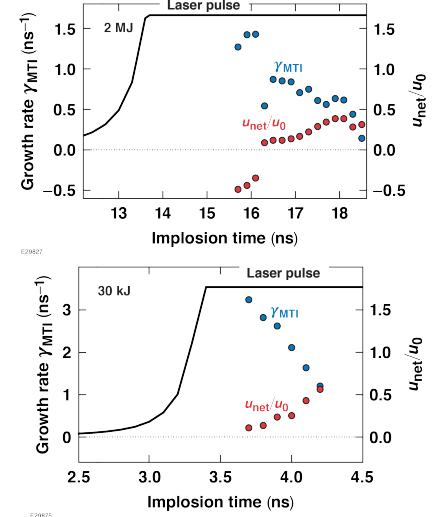 Laser pulse
2 MJ
γMTI
unet/u0
Growth rate γMTI (ns−1)
1.5
1.0
0.5
0.0
−0.5
1.5
1.0
0.5
0.0
−0.5
unet/u0
13 14 15 16 17 18
Implosion time (ns)
E29827
Laser pulse
30 kJ
γMTI
unet/u0
Growth rate γMTI (ns−1)
3
2
1
0
1.5
1.0
0.5
0.0
unet/u0
2.5 3.0 3.5 4.0 4.5
Implosion time (ns)
E29875